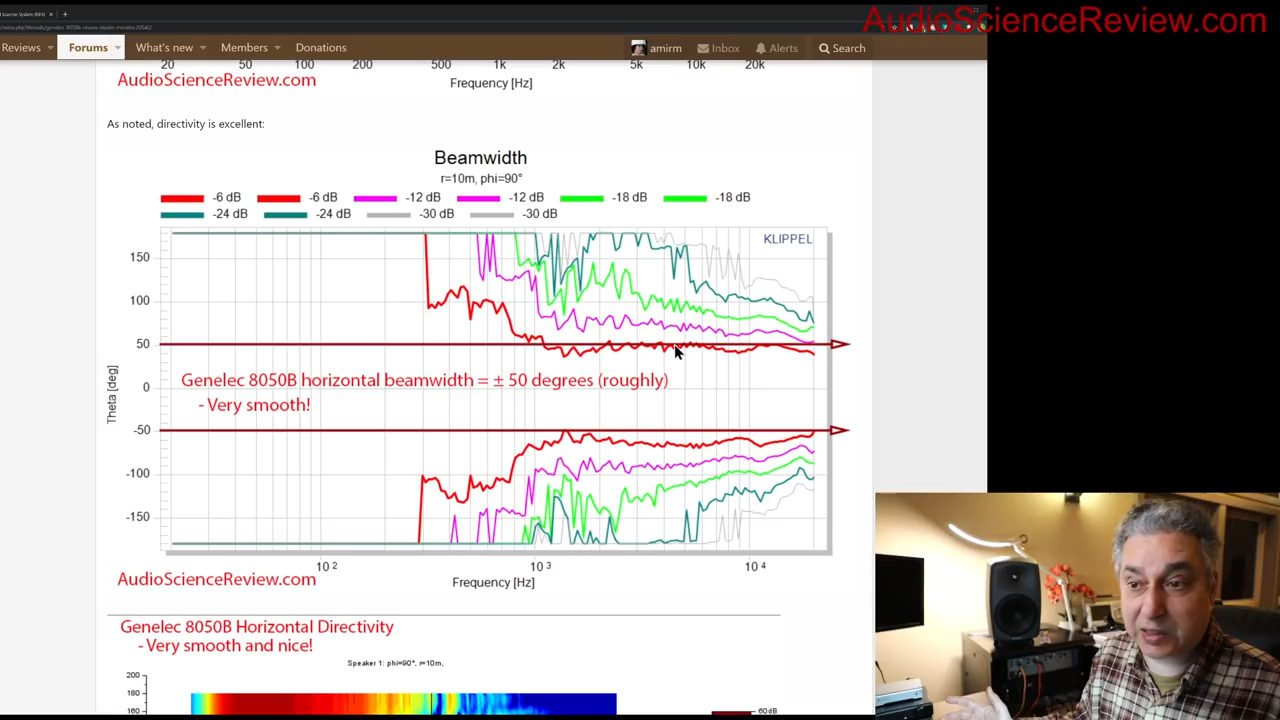 AudioScienceReview.com
Reviews Forums What's new Members Donations amirm Inbox Alerts Search
20 50 100 200 500 1k 2k 5k 10k 20k
AudioScienceReview.com
Frequency [Hz]
As noted, directivity is excellent:
Beamwidth
r=10m, phi=90°
-6 dB -6 dB -12 dB -12 dB -18 dB -18 dB
-24 dB -24 dB -30 dB -30 dB
KLIPPEL
150
100
50
0
-50
-100
-150
Theta [deg]
Genelec 8050B horizontal beamwidth = ± 50 degrees (roughly)
- Very smooth!
10 2 10 3 10 4
AudioScienceReview.com
Frequency [Hz]
Genelec 8050B Horizontal Directivity
- Very smooth and nice!
Speaker 1: phi=90°, r=10m,
200
180
160
60dB